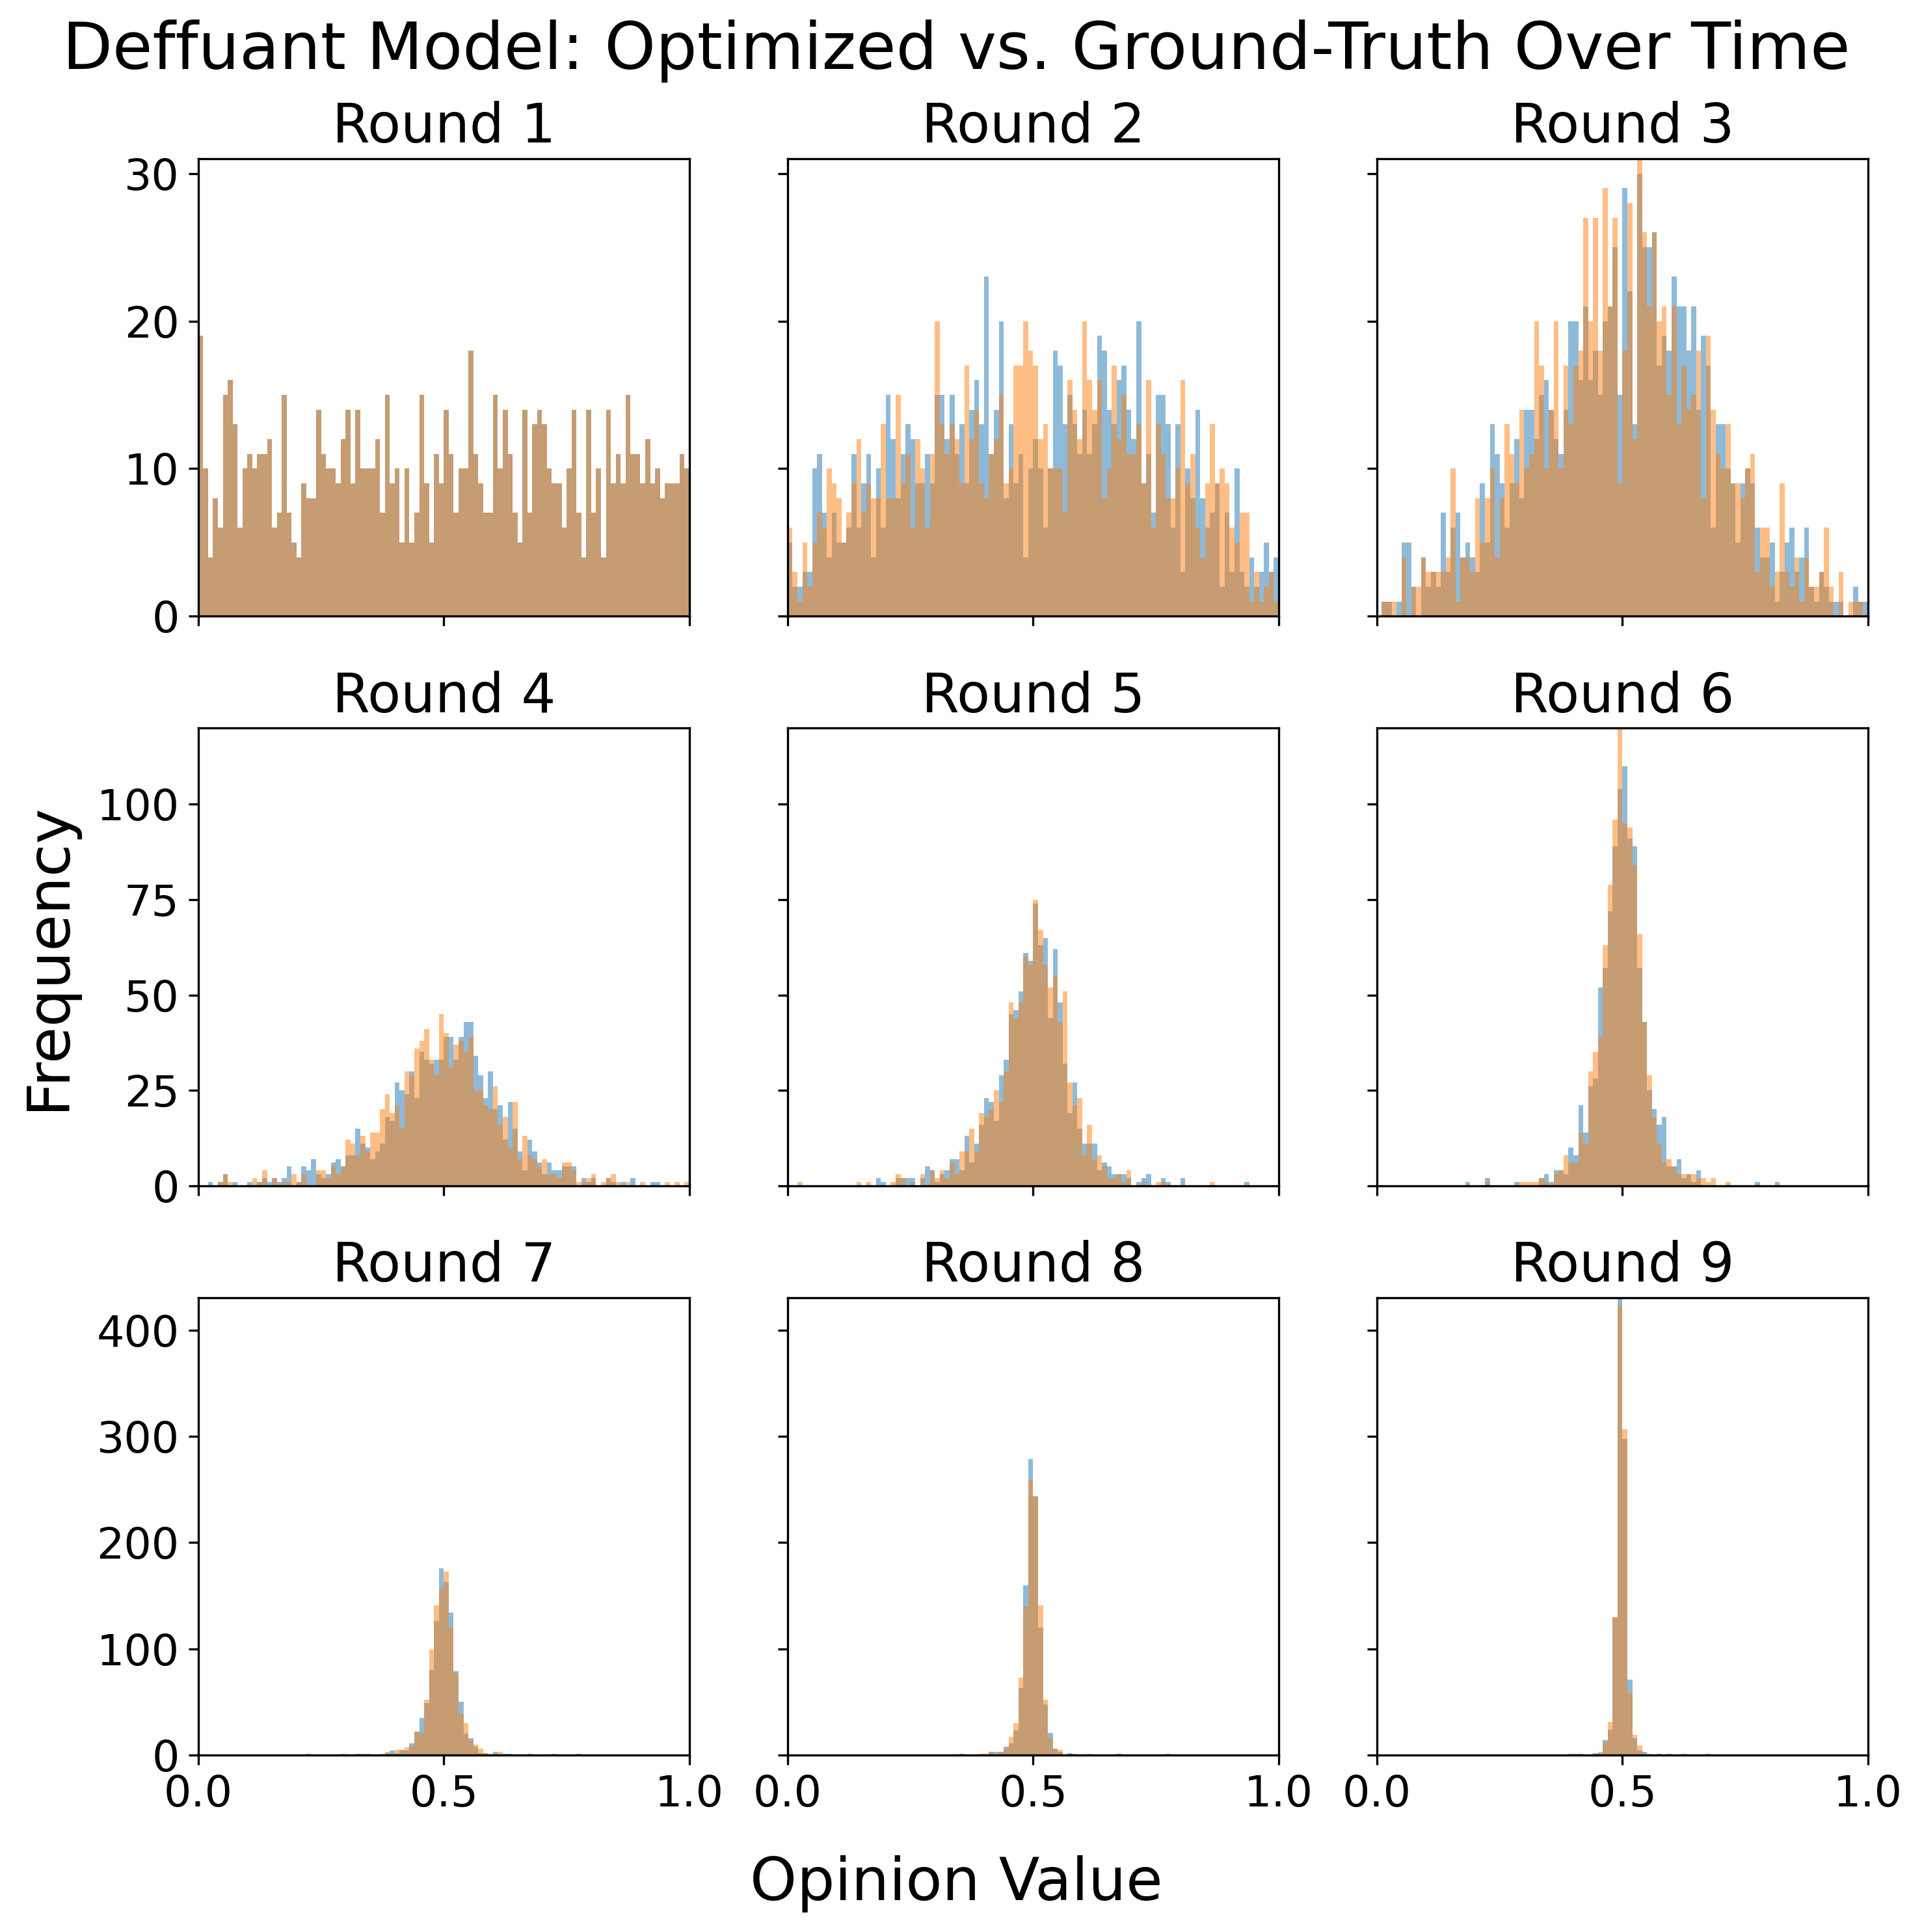 Deffuant Model: Optimized vs. Ground-Truth Over Time
Round 1
Round 2
Round 3
30
20
10
0
Round 4
Round 5
Round 6
Frequency
100
75
50
25
0
Round 7
Round 8
Round 9
400
300
200
100
0
0.0 0.5 1.0 0.0 0.5 1.0 0.0 0.5 1.0
Opinion Value